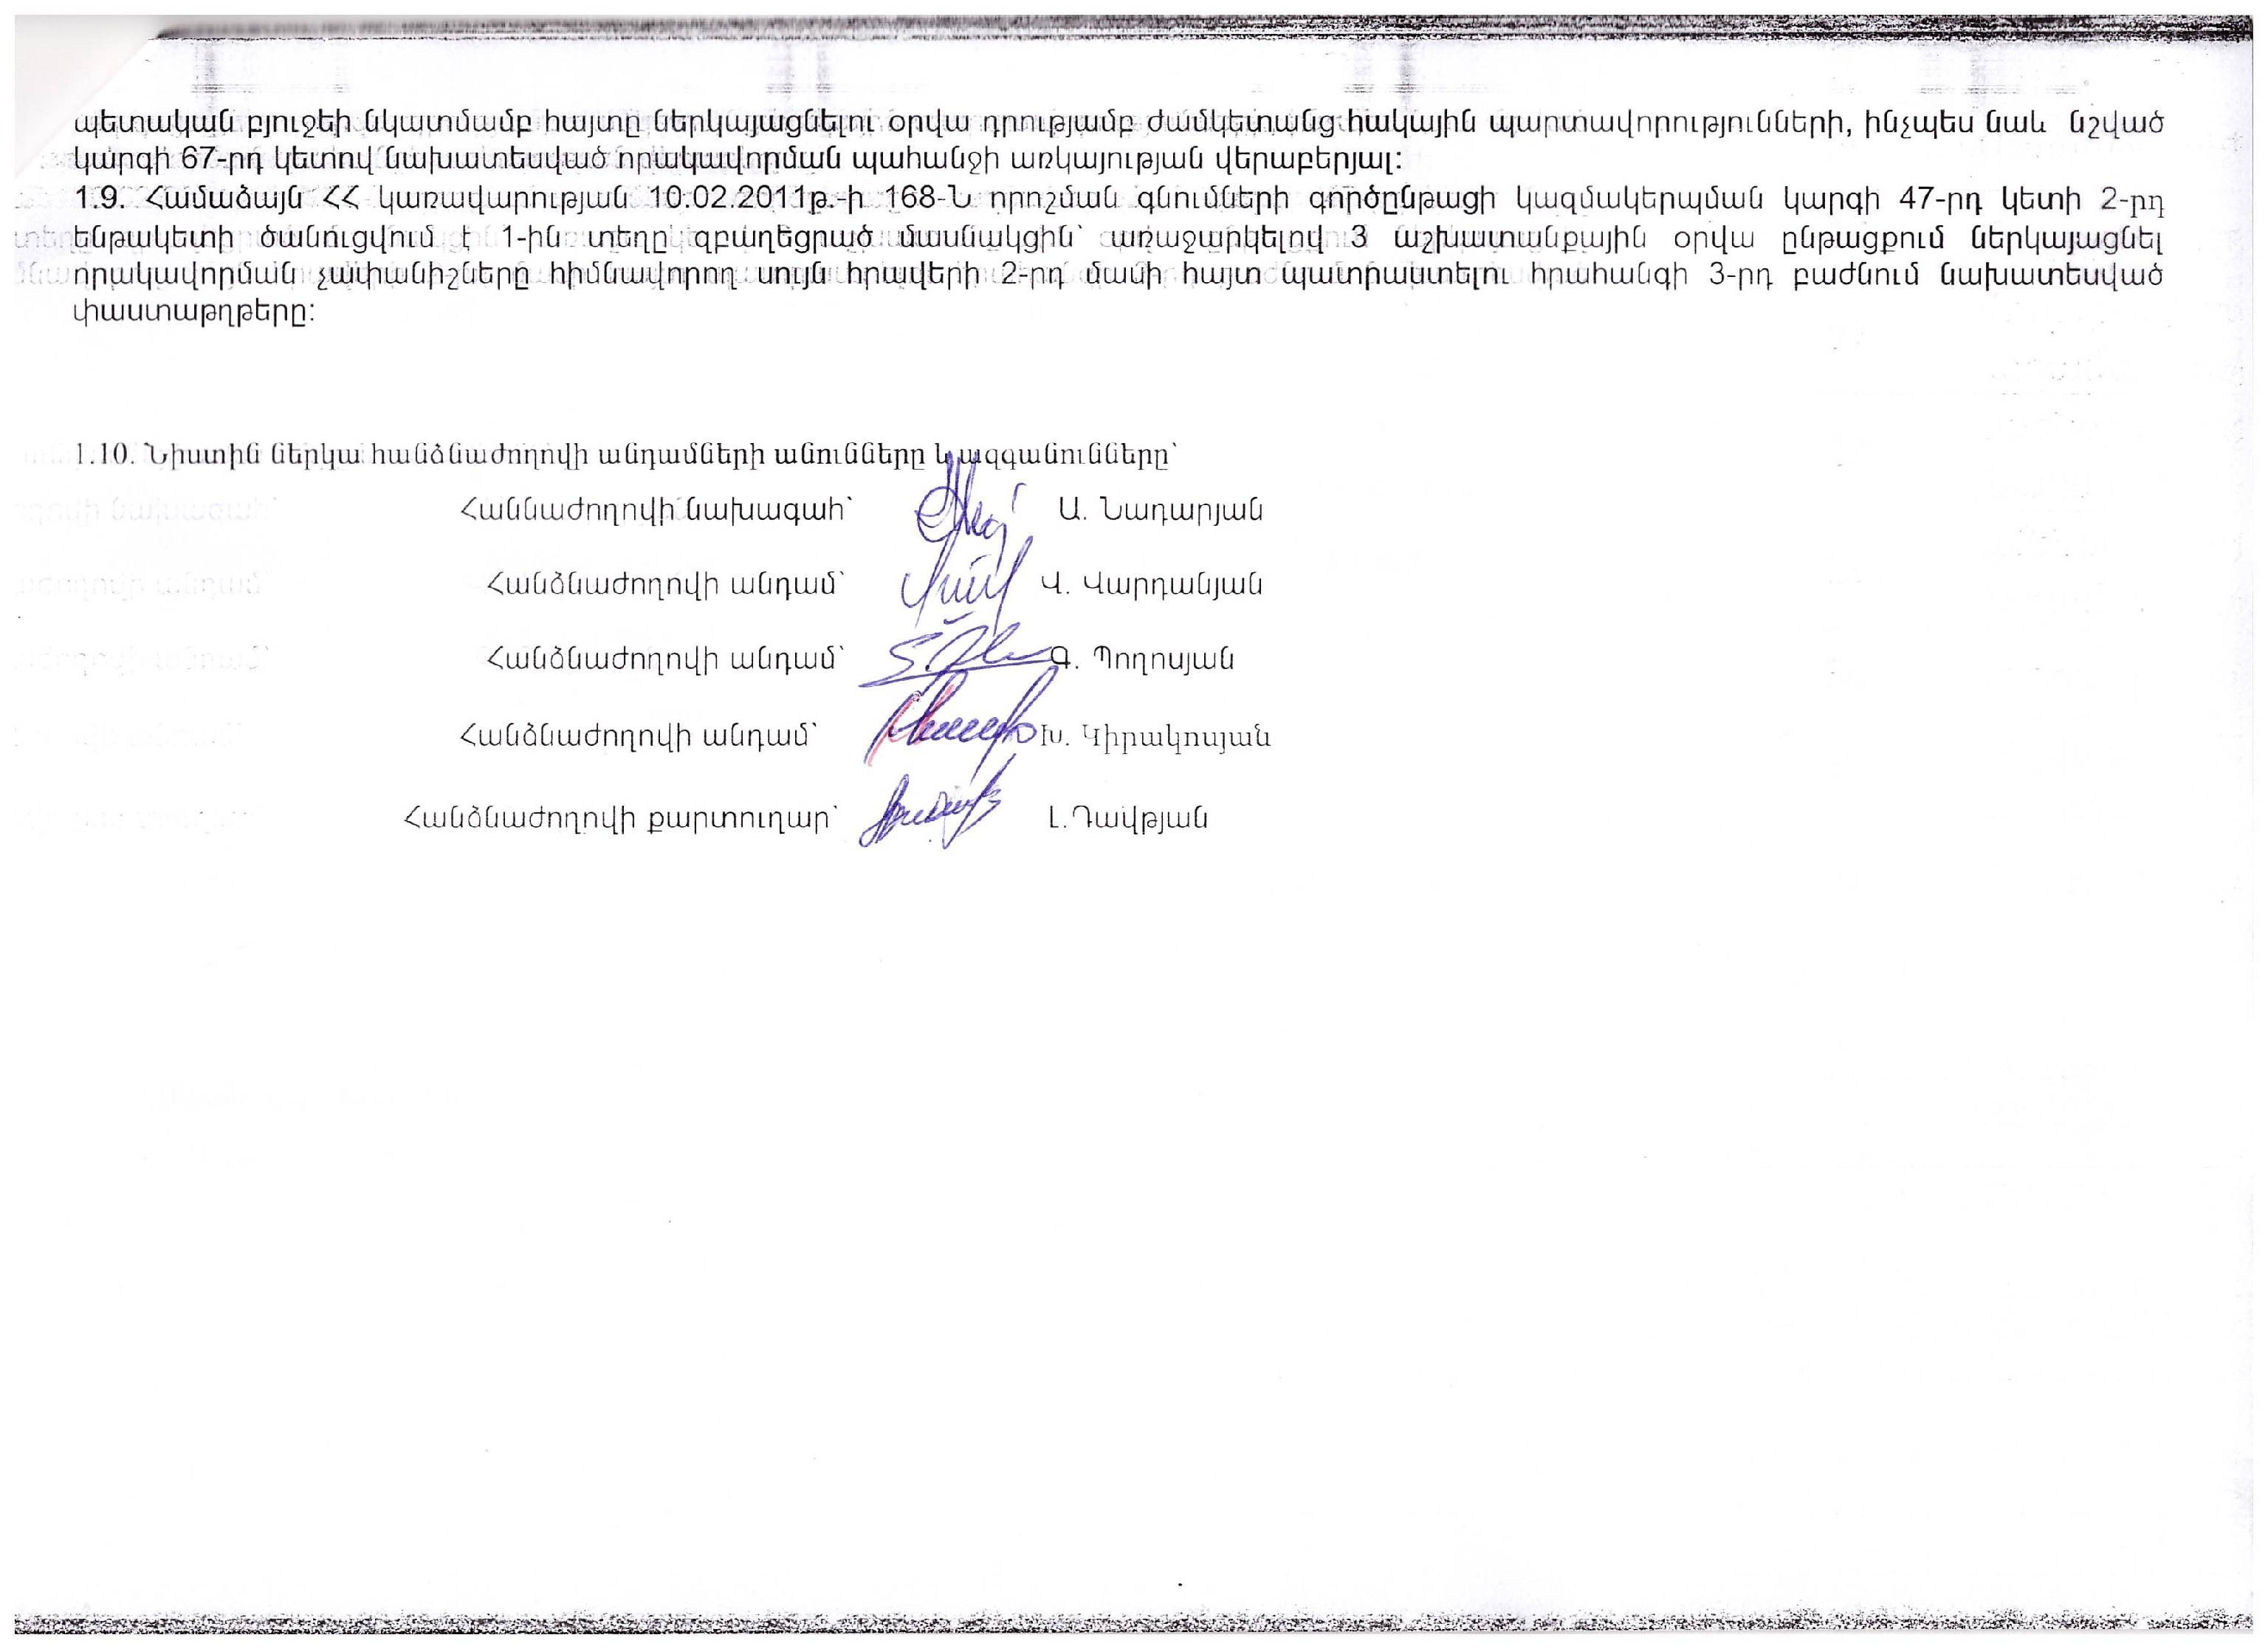 պետական բյուջեի նկատմամբ հայտը ներկայացնելու օրվա դրությամբ ժամկետանց հակային պարտավորությունների, ինչպես նաև նշված
կարգի 67-րդ կետով նախատեսված որակավորման պահանջի առկայության վերաբերյալ:
1.9. Համաձայն ՀՀ կառավարության 10.02.2011թ.-ի 168-Ն որոշման գնումների գործընթացի կազմակերպման կարգի 47-րդ կետի 2-րդ
ենթակետի ծանուցվում է 1-ին տեղը զբաղեցրած մասնակցին՝ առաջարկելով 3 աշխատանքային օրվա ընթացքում ներկայացնել
որակավորման չափանիշները հիմնավորող սույն հրավերի 2-րդ մասի հայտ պատրաստելու հրահանգի 3-րդ բաժնում նախատեսված
փաստաթղթերը:
1.10. Նիստին ներկա հանձնաժողովի անդամների անունները և ազգանունները՝
Հաննաժողովի նախագահ՝ Ա. Նադարյան
Հանձնաժողովի անդամ՝ Վ. Վարդանյան
Հանձնաժողովի անդամ՝ Գ. Պողոսյան
Հանձնաժողովի անդամ՝ Խ. Կիրակոսյան
Հանձնաժողովի քարտուղար՝ Լ.Դավթյան